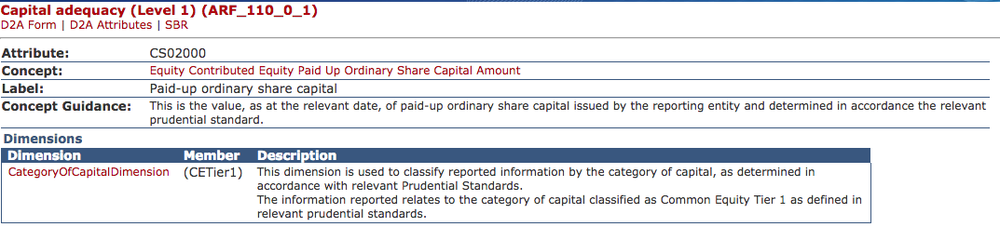 Capital adequacy (Level 1) (ARF_110_0_1)
D2A Form | D2A Attributes | SBR
Attribute: CS02000
Concept: Equity Contributed Equity Paid Up Ordinary Share Capital Amount
Label: Paid-up ordinary share capital
Concept Guidance: This is the value, as at the relevant date, of paid-up ordinary share capital issued by the reporting entity and determined in accordance the relevant
prudential standard.
Dimensions
Dimension Member Description
CategoryOfCapitalDimension (CETier1) This dimension is used to classify reported information by the category of capital, as determined in
accordance with relevant Prudential Standards.
The information reported relates to the category of capital classified as Common Equity Tier 1 as defined in
relevant prudential standards.